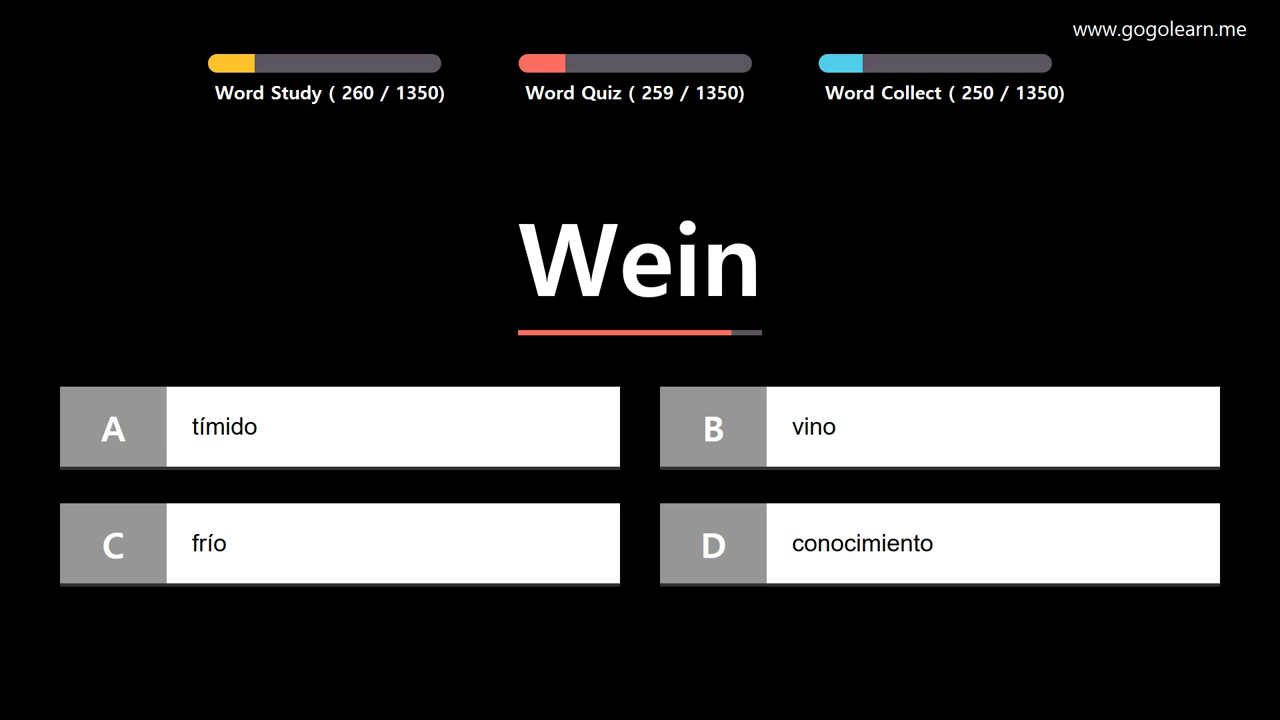 www.gogolearn.me
Word Study ( 260 / 1350)
Word Quiz ( 259 / 1350)
Word Collect ( 250 / 1350)
Wein
A
tímido
B
vino
C
frío
D
conocimiento